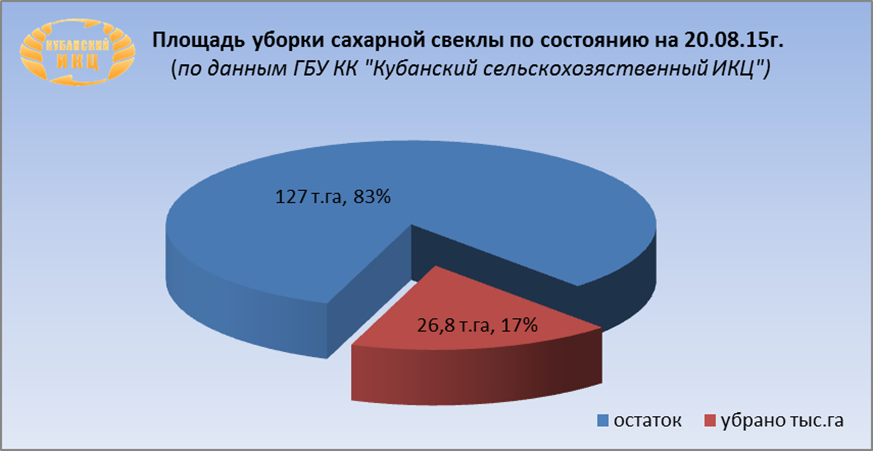 КУБАНСКИЙ
ИКЦ
Площадь уборки сахарной свеклы по состоянию на 20.08.15г.
(по данным ГБУ КК "Кубанский сельскохозяственный ИКЦ")
127 т.га, 83%
26,8 т.га, 17%
остаток
убрано тыс.га